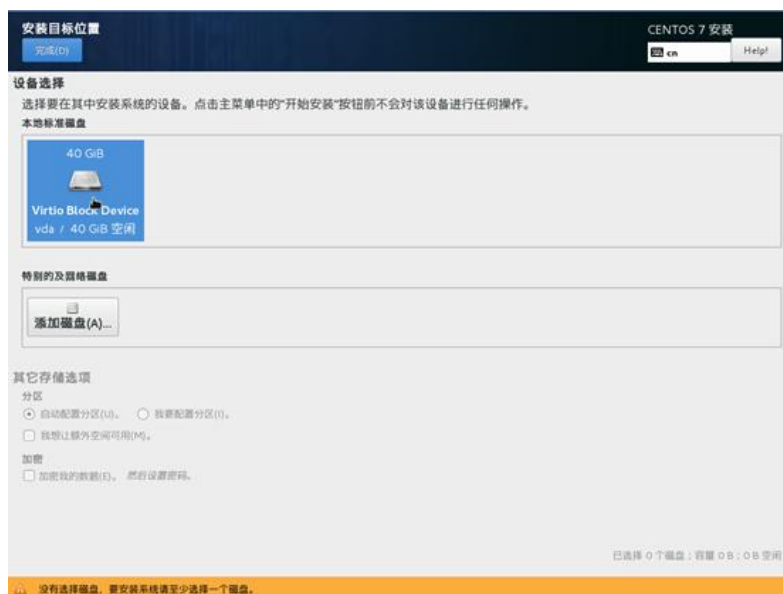 安装目标位置
CENTOS 7 安装
完成(D)
cn
Help!
设备选择
选择要在其中安装系统的设备。点击主菜单中的"开始安装"按钮前不会对该设备进行任何操作。
本地标准磁盘
40 GiB
Virtio Block Device
vda / 40 GiB 空闲
特别的及网络磁盘
添加磁盘(A)...
其它存储选项
分区
自动配置分区(U)。 我要配置分区(I)。
我想让额外空间可用(M)。
加密
加密我的数据(E)。 然后设置密码。
已选择 0 个磁盘；容量 0 B；0 B 空闲
没有选择磁盘，要安装系统请至少选择一个磁盘。